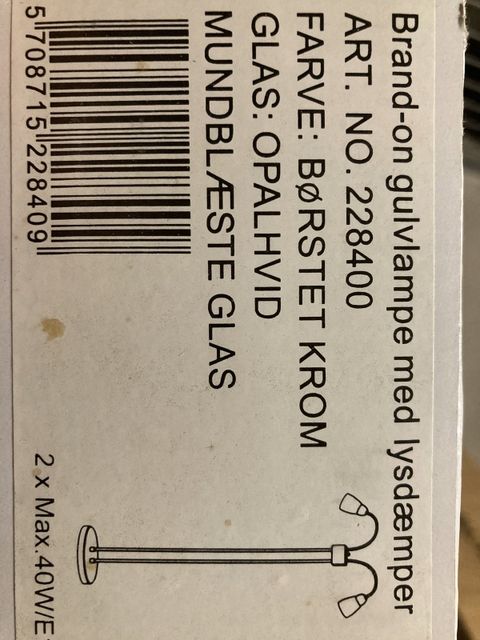 Brand-on gulvlampe med lysdæmper
ART. NO. 228400
FARVE: BØRSTET KROM
GLAS: OPALHVID
MUNDBLÆSTE GLAS
5 708715 228409
2 x Max.40W/E